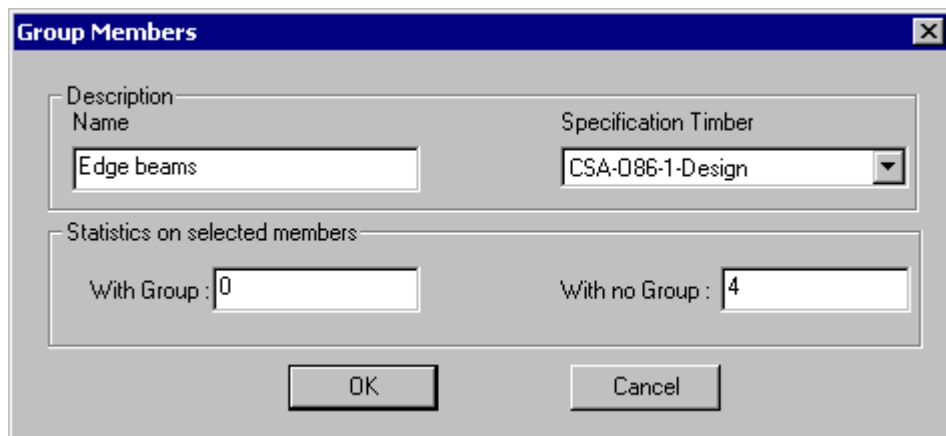 Group Members
Description
Name
Specification Timber
Edge beams
CSA-O86-1-Design
Statistics on selected members
With Group : 0
With no Group : 4
OK
Cancel